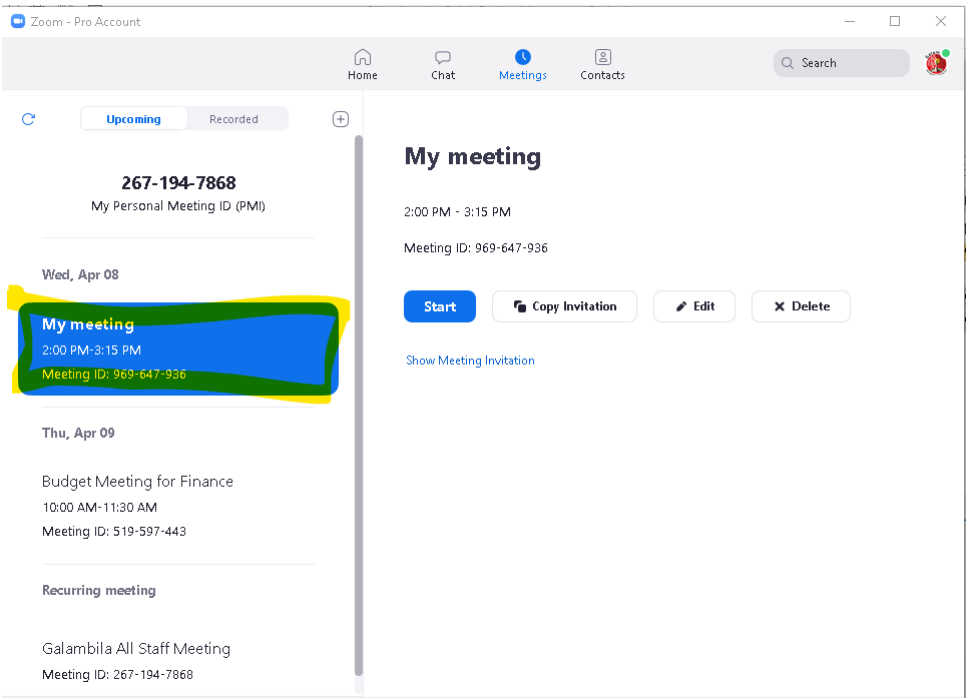 Zoom - Pro Account
Home
Chat
Meetings
Contacts
Search
Upcoming
Recorded
267-194-7868
My Personal Meeting ID (PMI)
Wed, Apr 08
My meeting
2:00 PM-3:15 PM
Meeting ID: 969-647-936
Thu, Apr 09
Budget Meeting for Finance
10:00 AM-11:30 AM
Meeting ID: 519-597-443
Recurring meeting
Galambila All Staff Meeting
Meeting ID: 267-194-7868
My meeting
2:00 PM - 3:15 PM
Meeting ID: 969-647-936
Start
Copy Invitation
Edit
Delete
Show Meeting Invitation